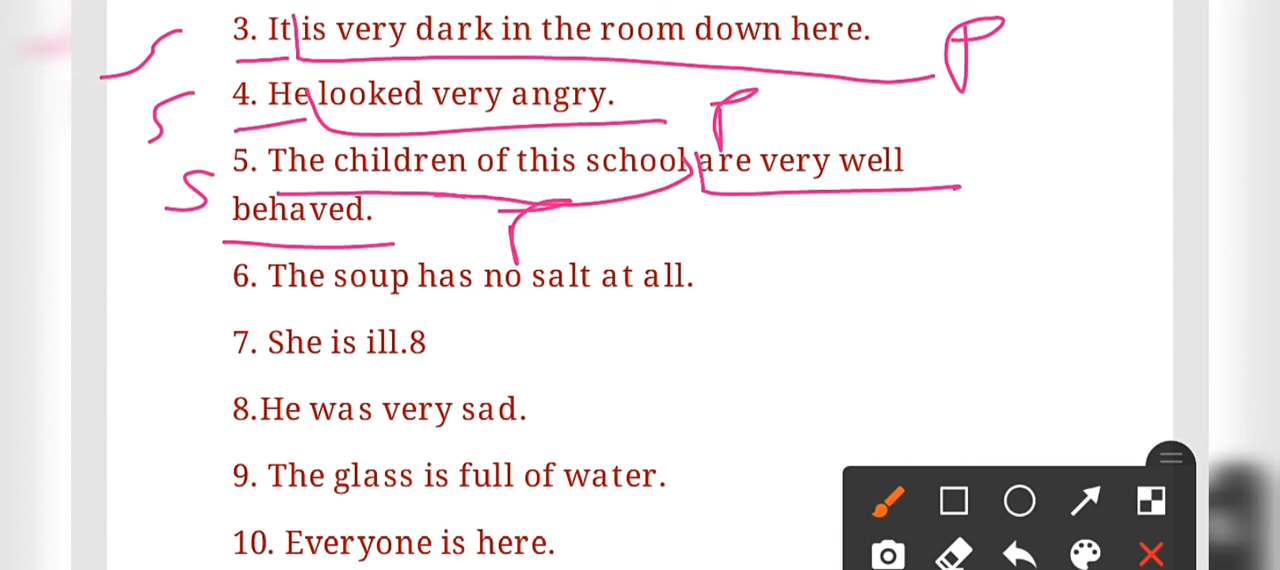 3. It is very dark in the room down here.
S P
4. He looked very angry.
S P
5. The children of this school are very well
S
behaved.
6. The soup has no salt at all.
7. She is ill.8
8.He was very sad.
9. The glass is full of water.
10. Everyone is here.